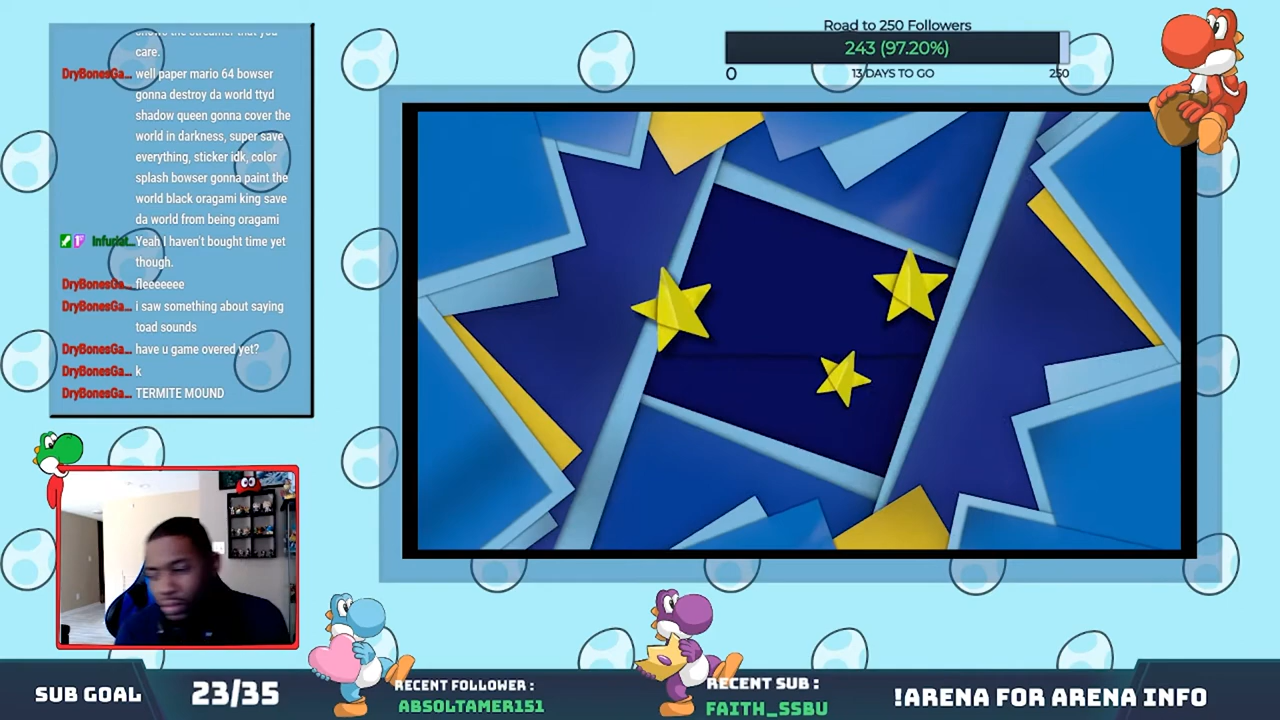 care.
DryBonesGa... well paper mario 64 bowser
gonna destroy da world ttyd
shadow queen gonna cover the
world in darkness, super save
everything, sticker idk, color
splash bowser gonna paint the
world black oragami king save
da world from being oragami
Infuriat... Yeah I haven't bought time yet
though.
DryBonesGa... fleeeeeee
DryBonesGa... i saw something about saying
toad sounds
DryBonesGa... have u game overed yet?
DryBonesGa... k
DryBonesGa... TERMITE MOUND
Road to 250 Followers
243 (97.20%)
0 13 DAYS TO GO 250
SUB GOAL 23/35
RECENT FOLLOWER :
ABSOLTAMER151
RECENT SUB :
FAITH_SSBU
!ARENA FOR ARENA INFO